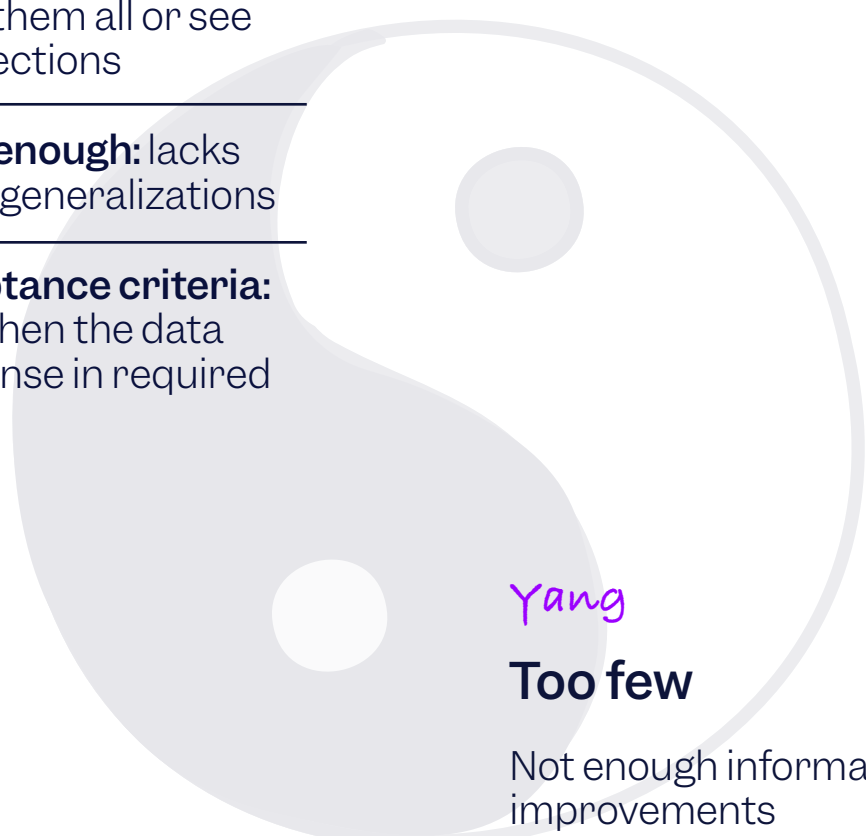 them all or see
ections
enough: lacks
generalizations
tance criteria:
hen the data
nse in required
Yang
Too few
Not enough informa
improvements